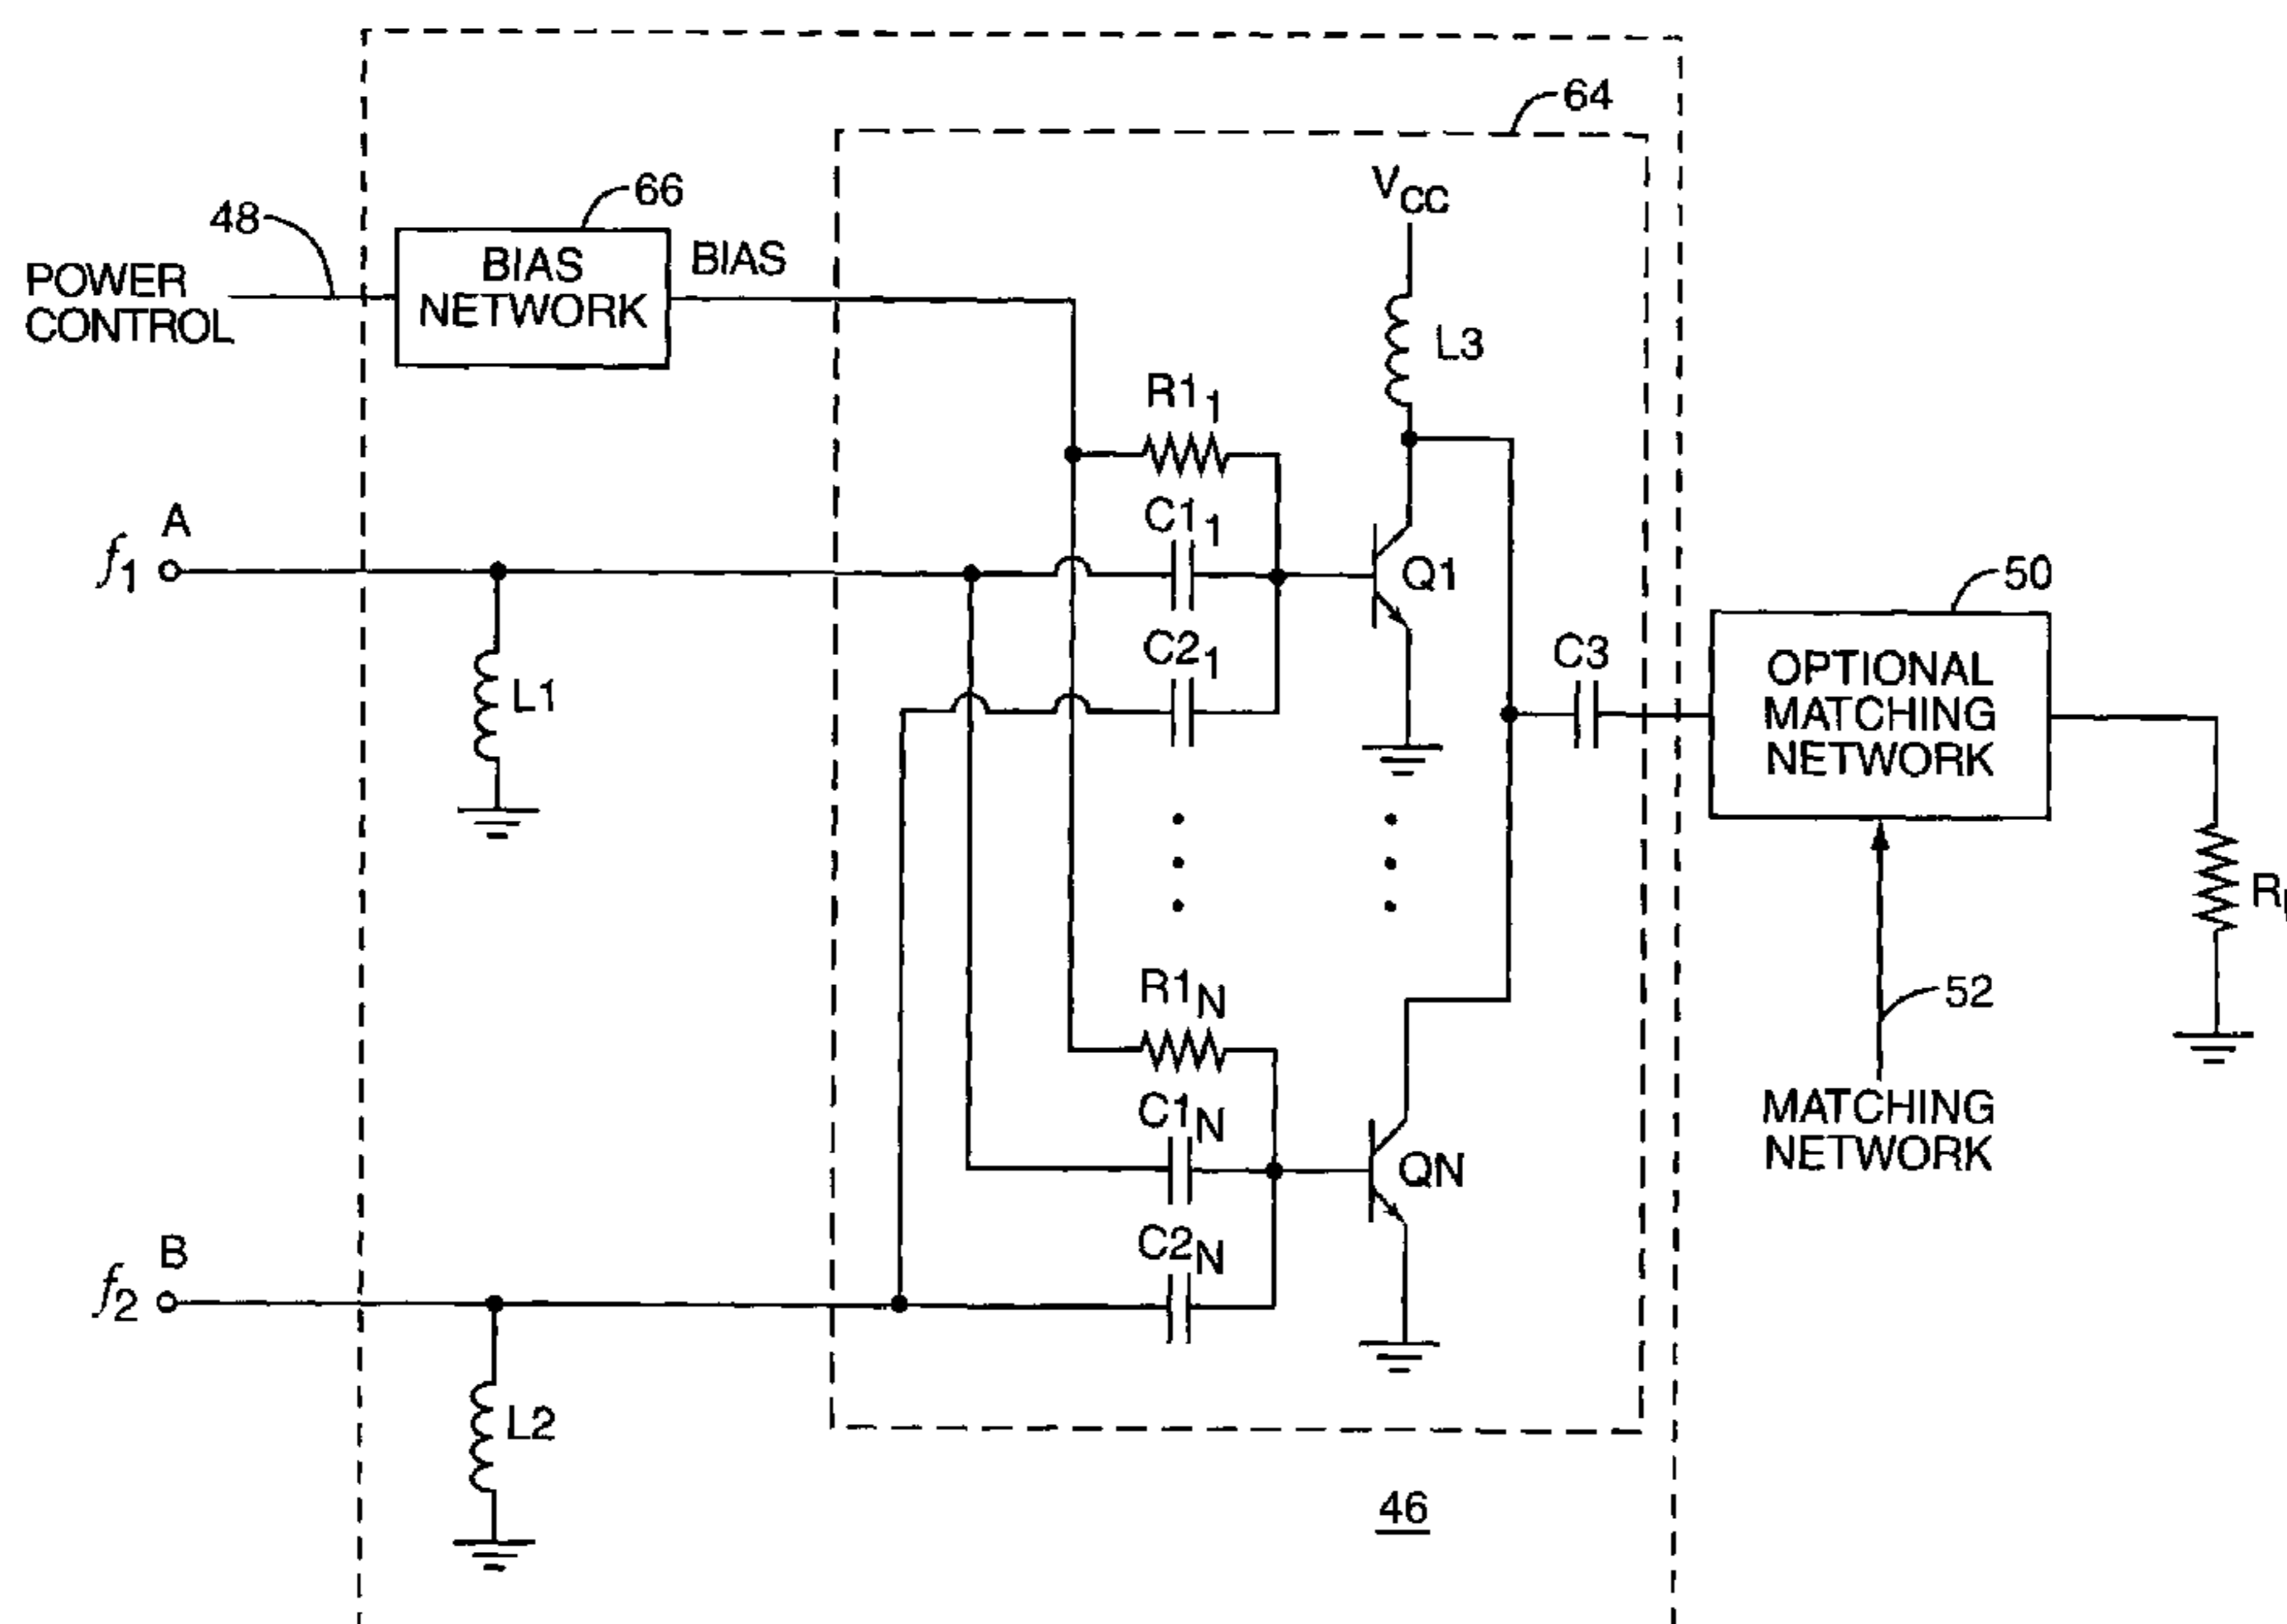 64
VCC
66
48
BIAS
NETWORK
BIAS
POWER
CONTROL
L3
R11
C11
A
f1
Q1
50
C21
C3
OPTIONAL
MATCHING
NETWORK
L1
R1N
52
C1N
MATCHING
NETWORK
QN
C2N
B
f2
L2
46